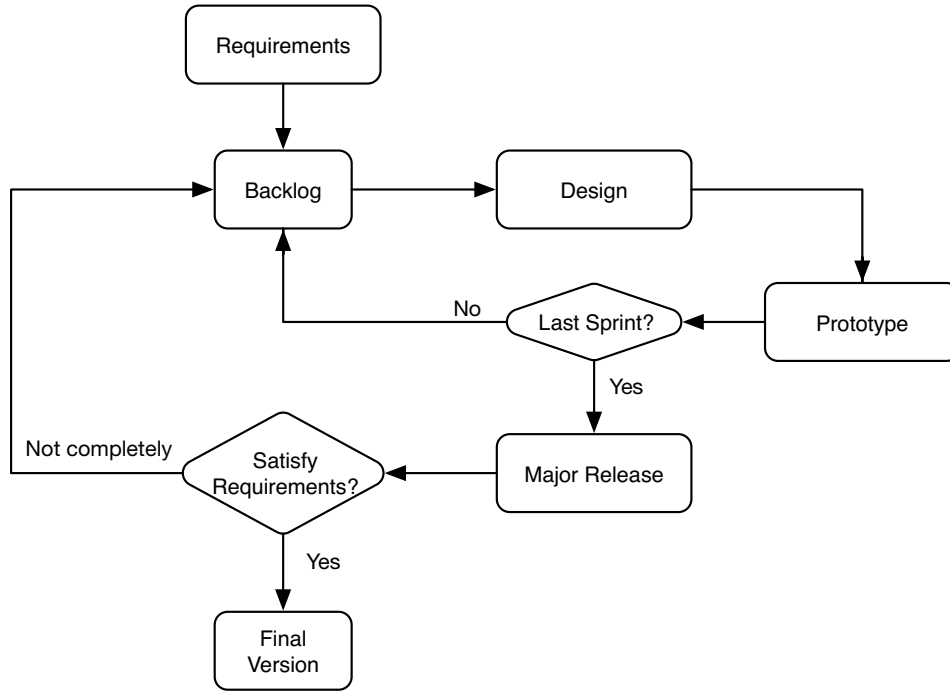 Requirements
Backlog
Design
No
Last Sprint?
Prototype
Yes
Not completely
Satisfy
Requirements?
Major Release
Yes
Final
Version